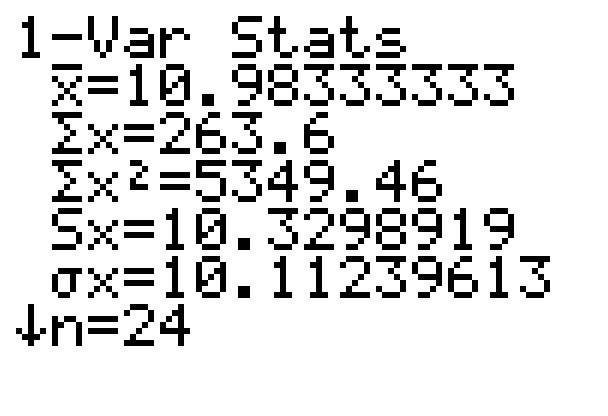 1-Var Stats
x̄=10.98333333
Σx=263.6
Σx²=5349.46
Sx=10.3298919
σx=10.11239613
↓n=24